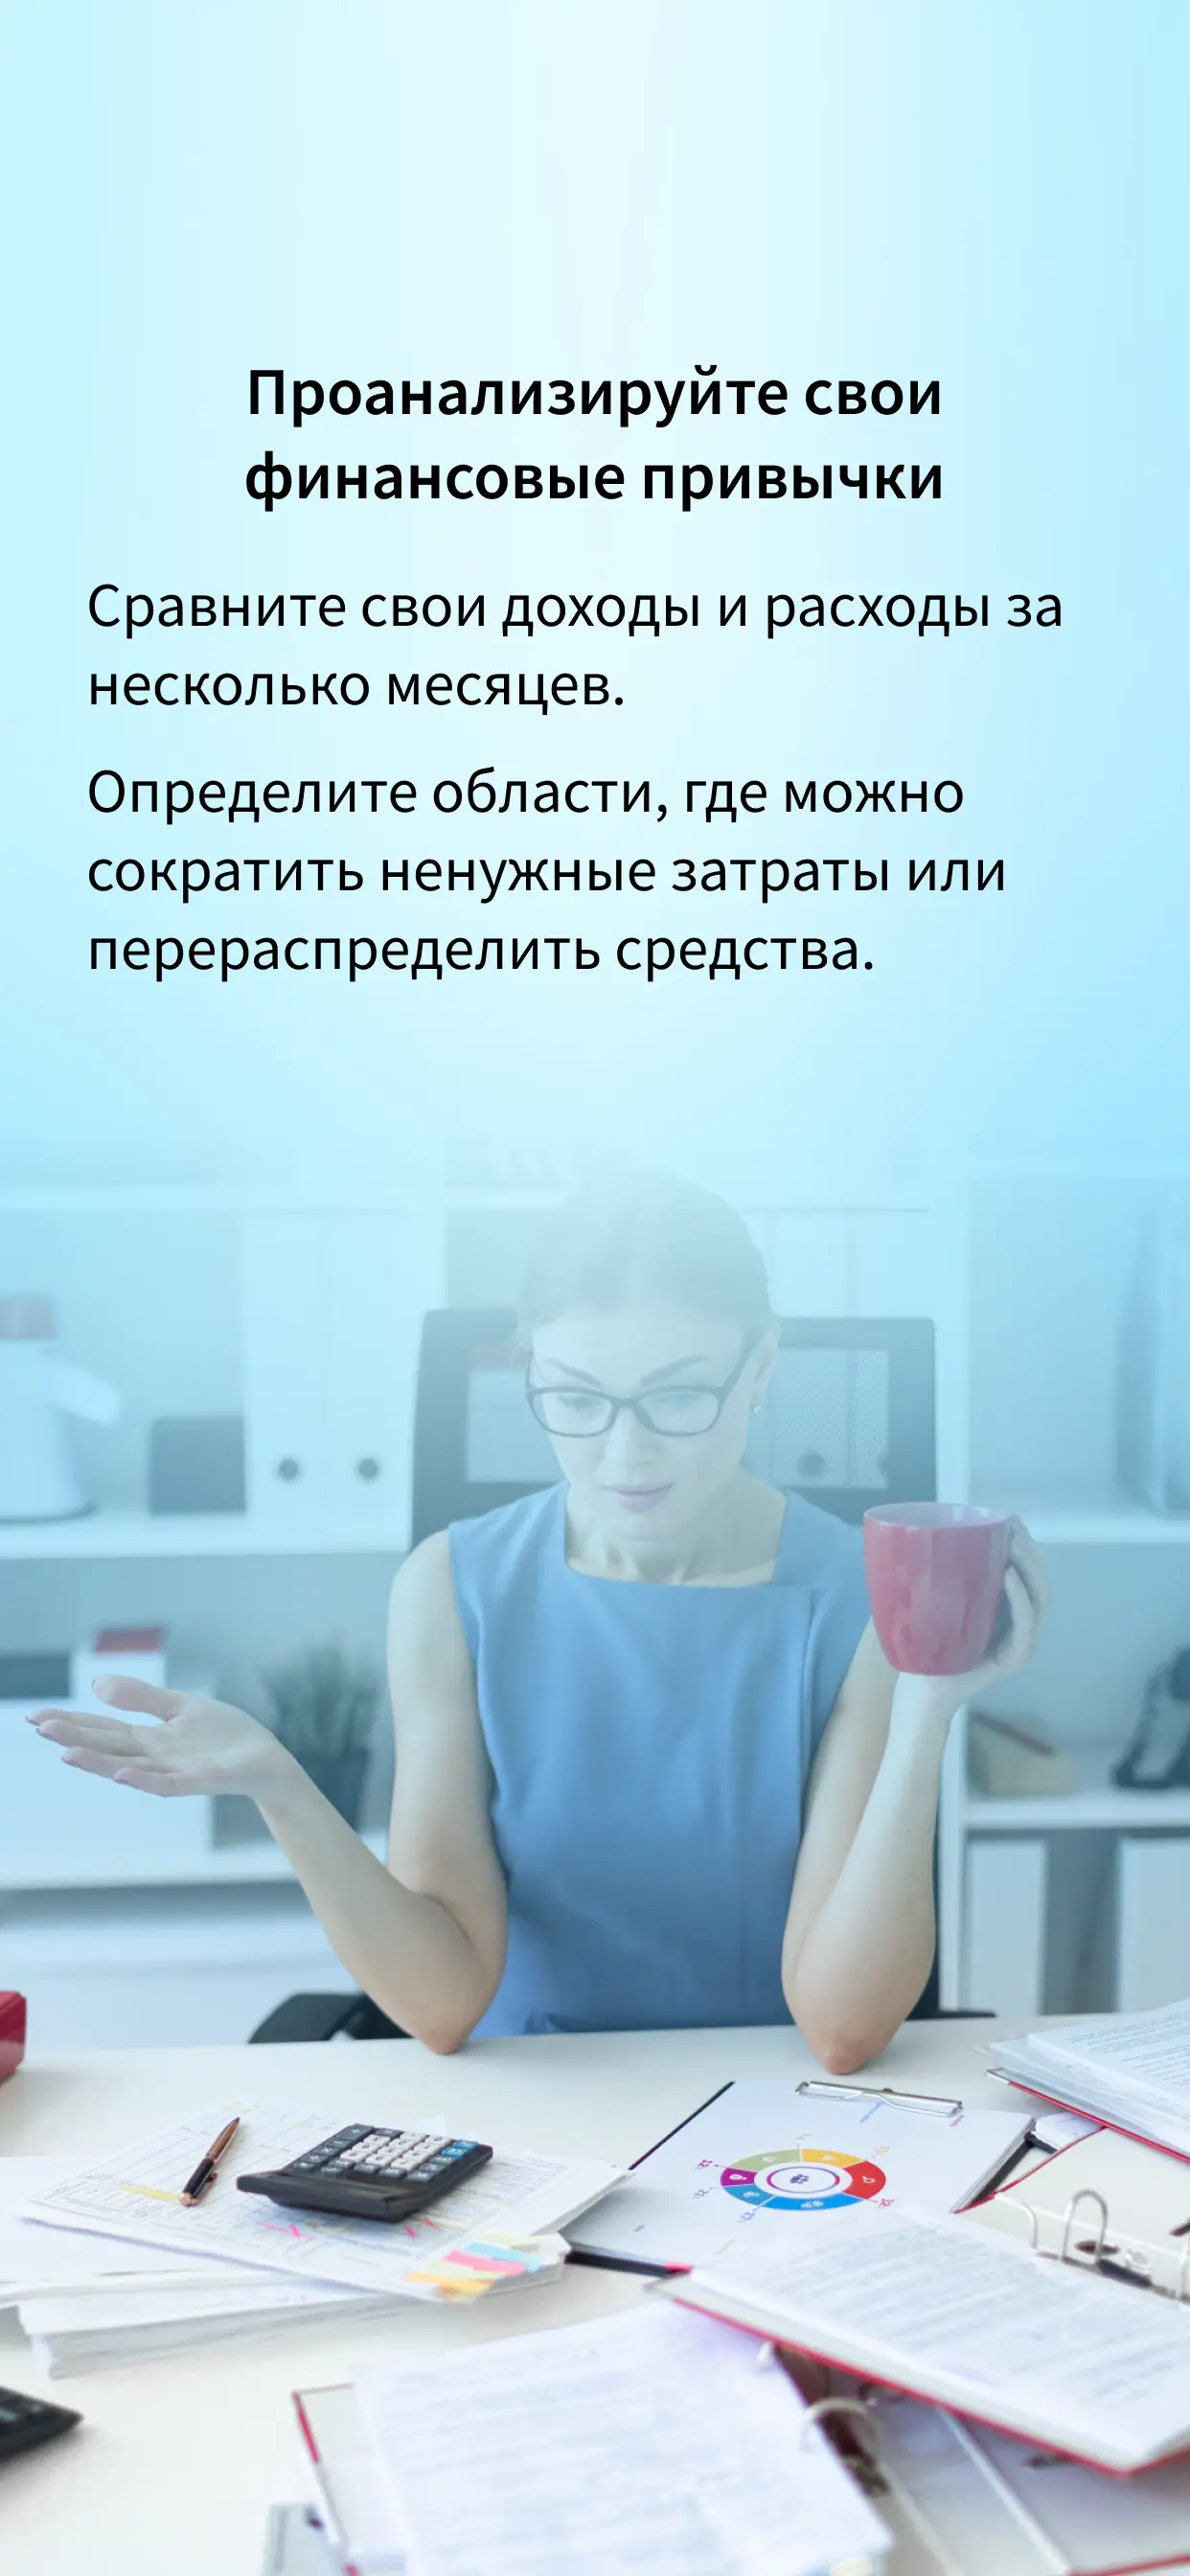 Проанализируйте свои
финансовые привычки
Сравните свои доходы и расходы за
несколько месяцев.
Определите области, где можно
сократить ненужные затраты или
перераспределить средства.